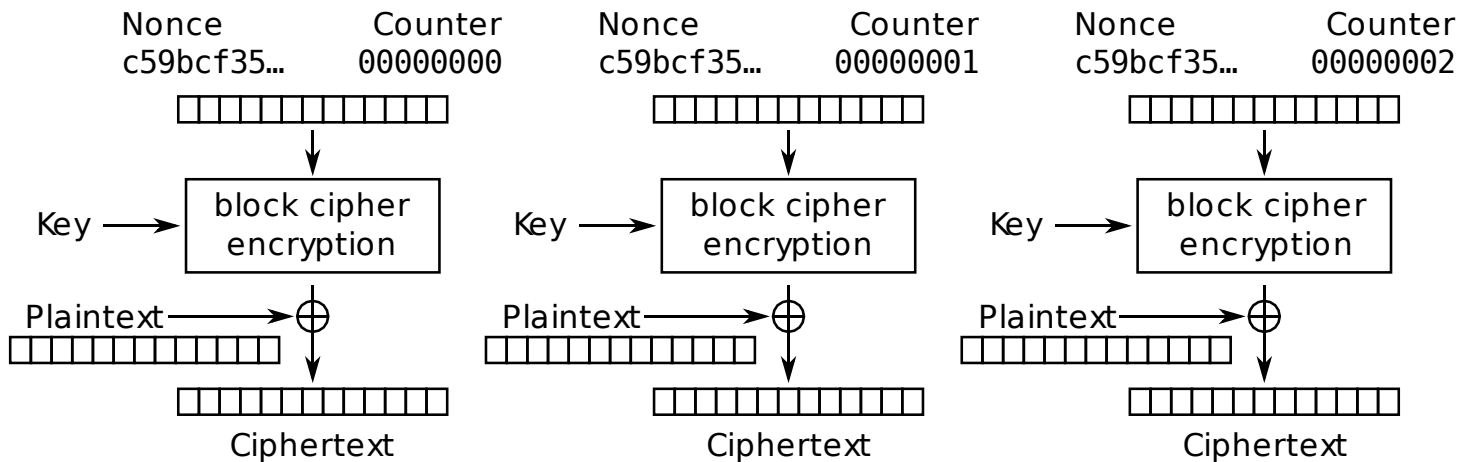 Nonce Counter Nonce Counter Nonce Counter
c59bcf35… 00000000 c59bcf35… 00000001 c59bcf35… 00000002
block cipher block cipher block cipher
Key encryption Key encryption Key encryption
Plaintext Plaintext Plaintext
Ciphertext Ciphertext Ciphertext